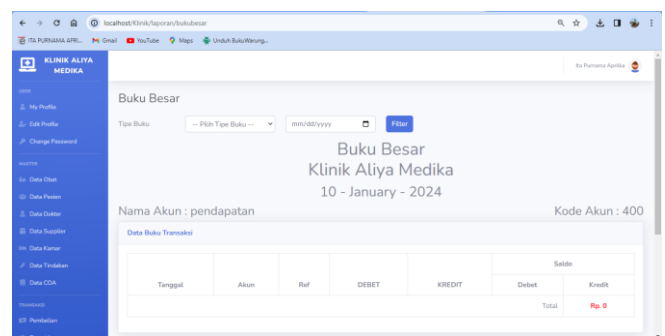 localhost/Klinik/laporan/bukubesar
ITA PURNAMA APRIL... Gmail YouTube Maps Unduh BukuWarung...
KLINIK ALIYA
MEDIKA
Ita Purnama Aprilia
USER
My Profile
Edit Profile
Change Password
MASTER
Data Obat
Data Pasien
Data Dokter
Data Supplier
Data Kamar
Data Tindakan
Data COA
TRANSAKSI
Pembelian
Buku Besar
Tipe Buku -- Pilih Tipe Buku -- mm/dd/yyyy Filter
Buku Besar
Klinik Aliya Medika
10 - January - 2024
Nama Akun : pendapatan Kode Akun : 400
Data Buku Transaksi
Saldo
Tanggal Akun Ref DEBET KREDIT Debet Kredit
Total Rp. 0